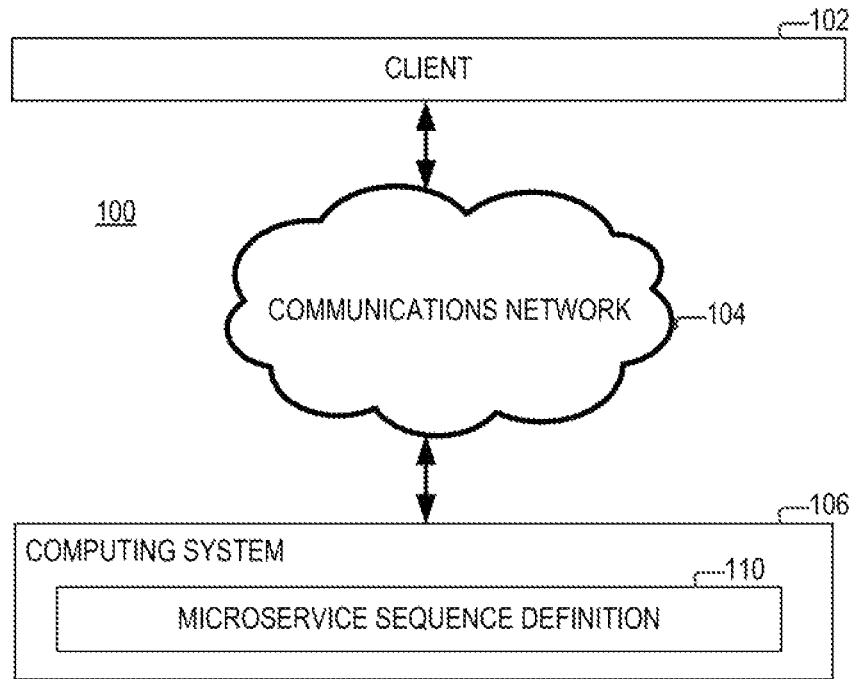 102
CLIENT
100
COMMUNICATIONS NETWORK
104
106
COMPUTING SYSTEM
110
MICROSERVICE SEQUENCE DEFINITION